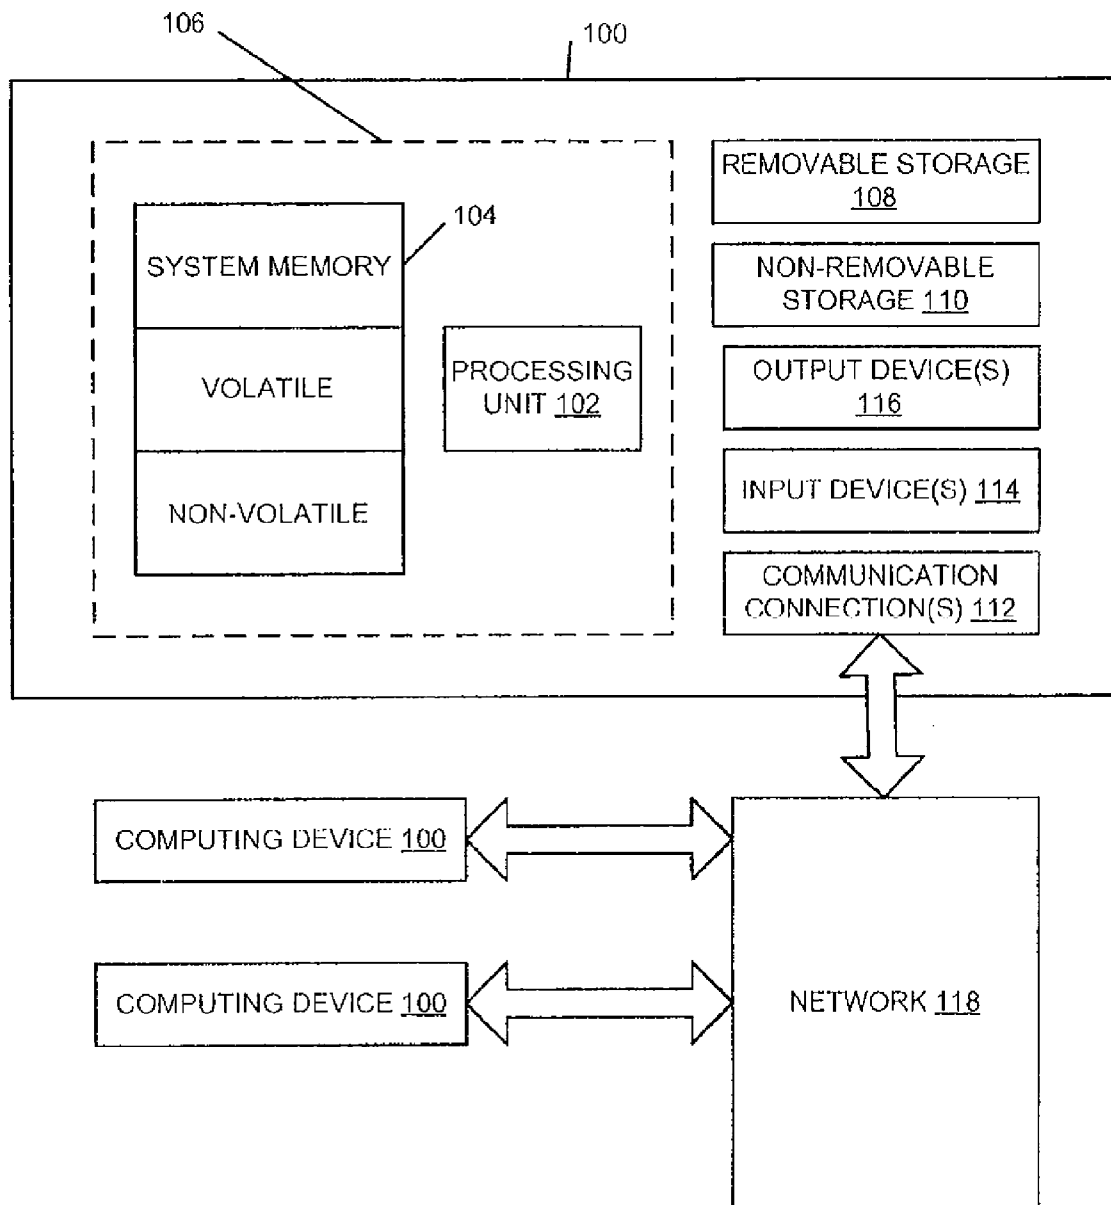 106
100
104
SYSTEM MEMORY
VOLATILE
NON-VOLATILE
PROCESSING
UNIT 102
REMOVABLE STORAGE
108
NON-REMOVABLE
STORAGE 110
OUTPUT DEVICE(S)
116
INPUT DEVICE(S) 114
COMMUNICATION
CONNECTION(S) 112
COMPUTING DEVICE 100
COMPUTING DEVICE 100
NETWORK 118